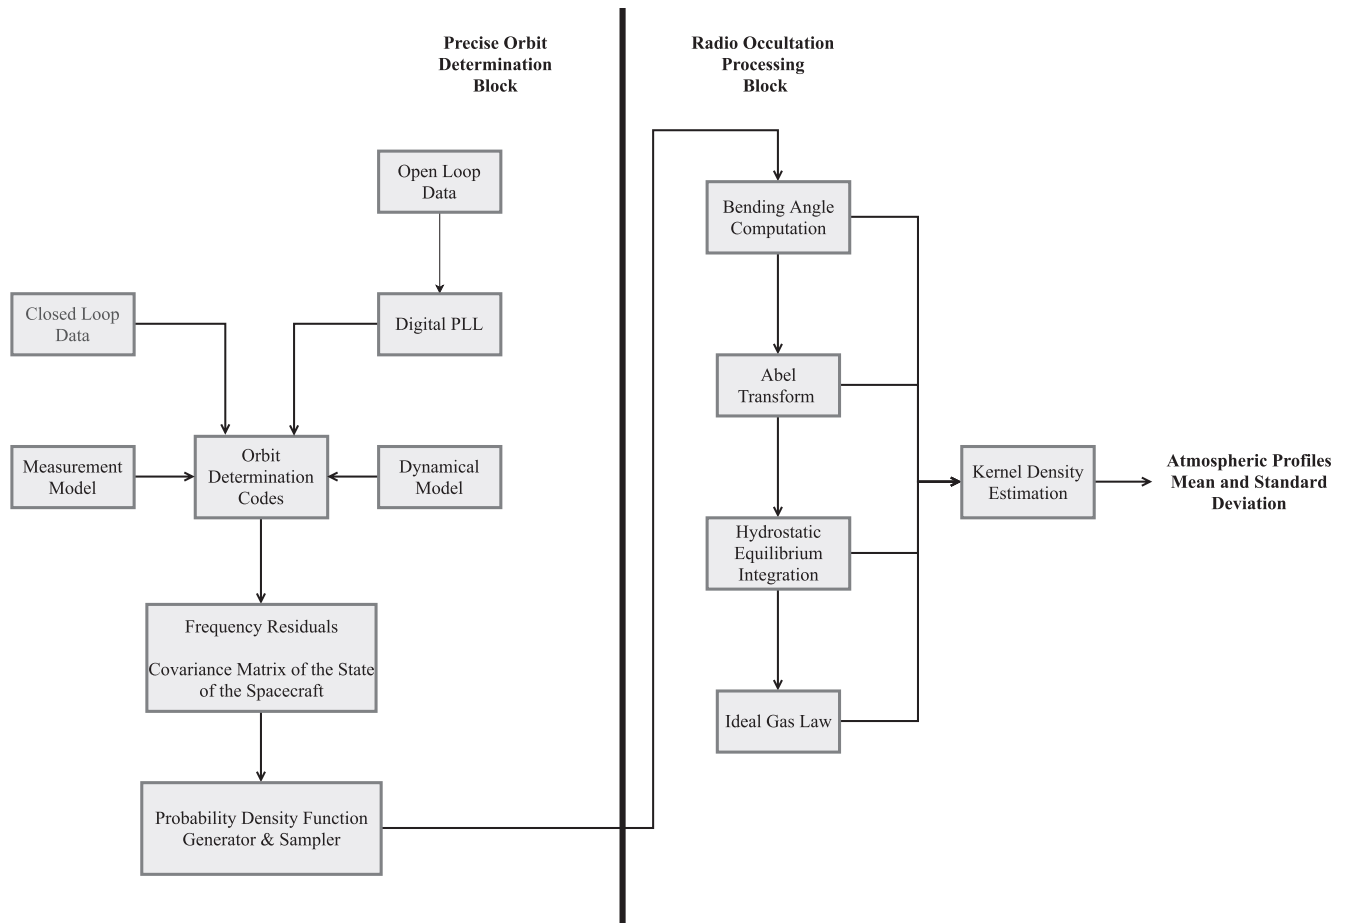 Precise Orbit
Determination
Block
Open Loop
Data
Closed Loop
Data
Digital PLL
Measurement
Model
Orbit
Determination
Codes
Dynamical
Model
Frequency Residuals
Covariance Matrix of the State
of the Spacecraft
Probability Density Function
Generator & Sampler
Radio Occultation
Processing
Block
Bending Angle
Computation
Abel
Transform
Hydrostatic
Equilibrium
Integration
Ideal Gas Law
Kernel Density
Estimation
Atmospheric Profiles
Mean and Standard
Deviation